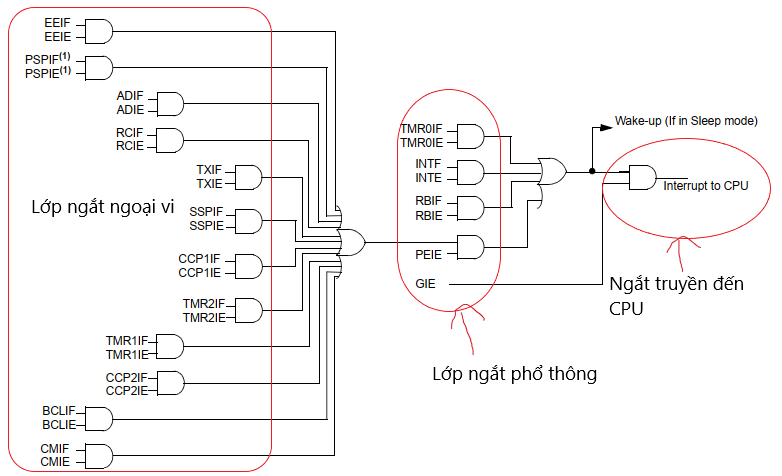 EEIF
EEIE
PSPIF(1)
PSPIE(1)
ADIF
ADIE
RCIF
RCIE
TXIF
TXIE
SSPIF
SSPIE
CCP1IF
CCP1IE
TMR2IF
TMR2IE
TMR1IF
TMR1IE
CCP2IF
CCP2IE
BCLIF
BCLIE
CMIF
CMIE
Lớp ngắt ngoại vi
TMR0IF
TMR0IE
INTF
INTE
RBIF
RBIE
PEIE
GIE
Lớp ngắt phổ thông
Wake-up (If in Sleep mode)
Interrupt to CPU
Ngắt truyền đến
CPU